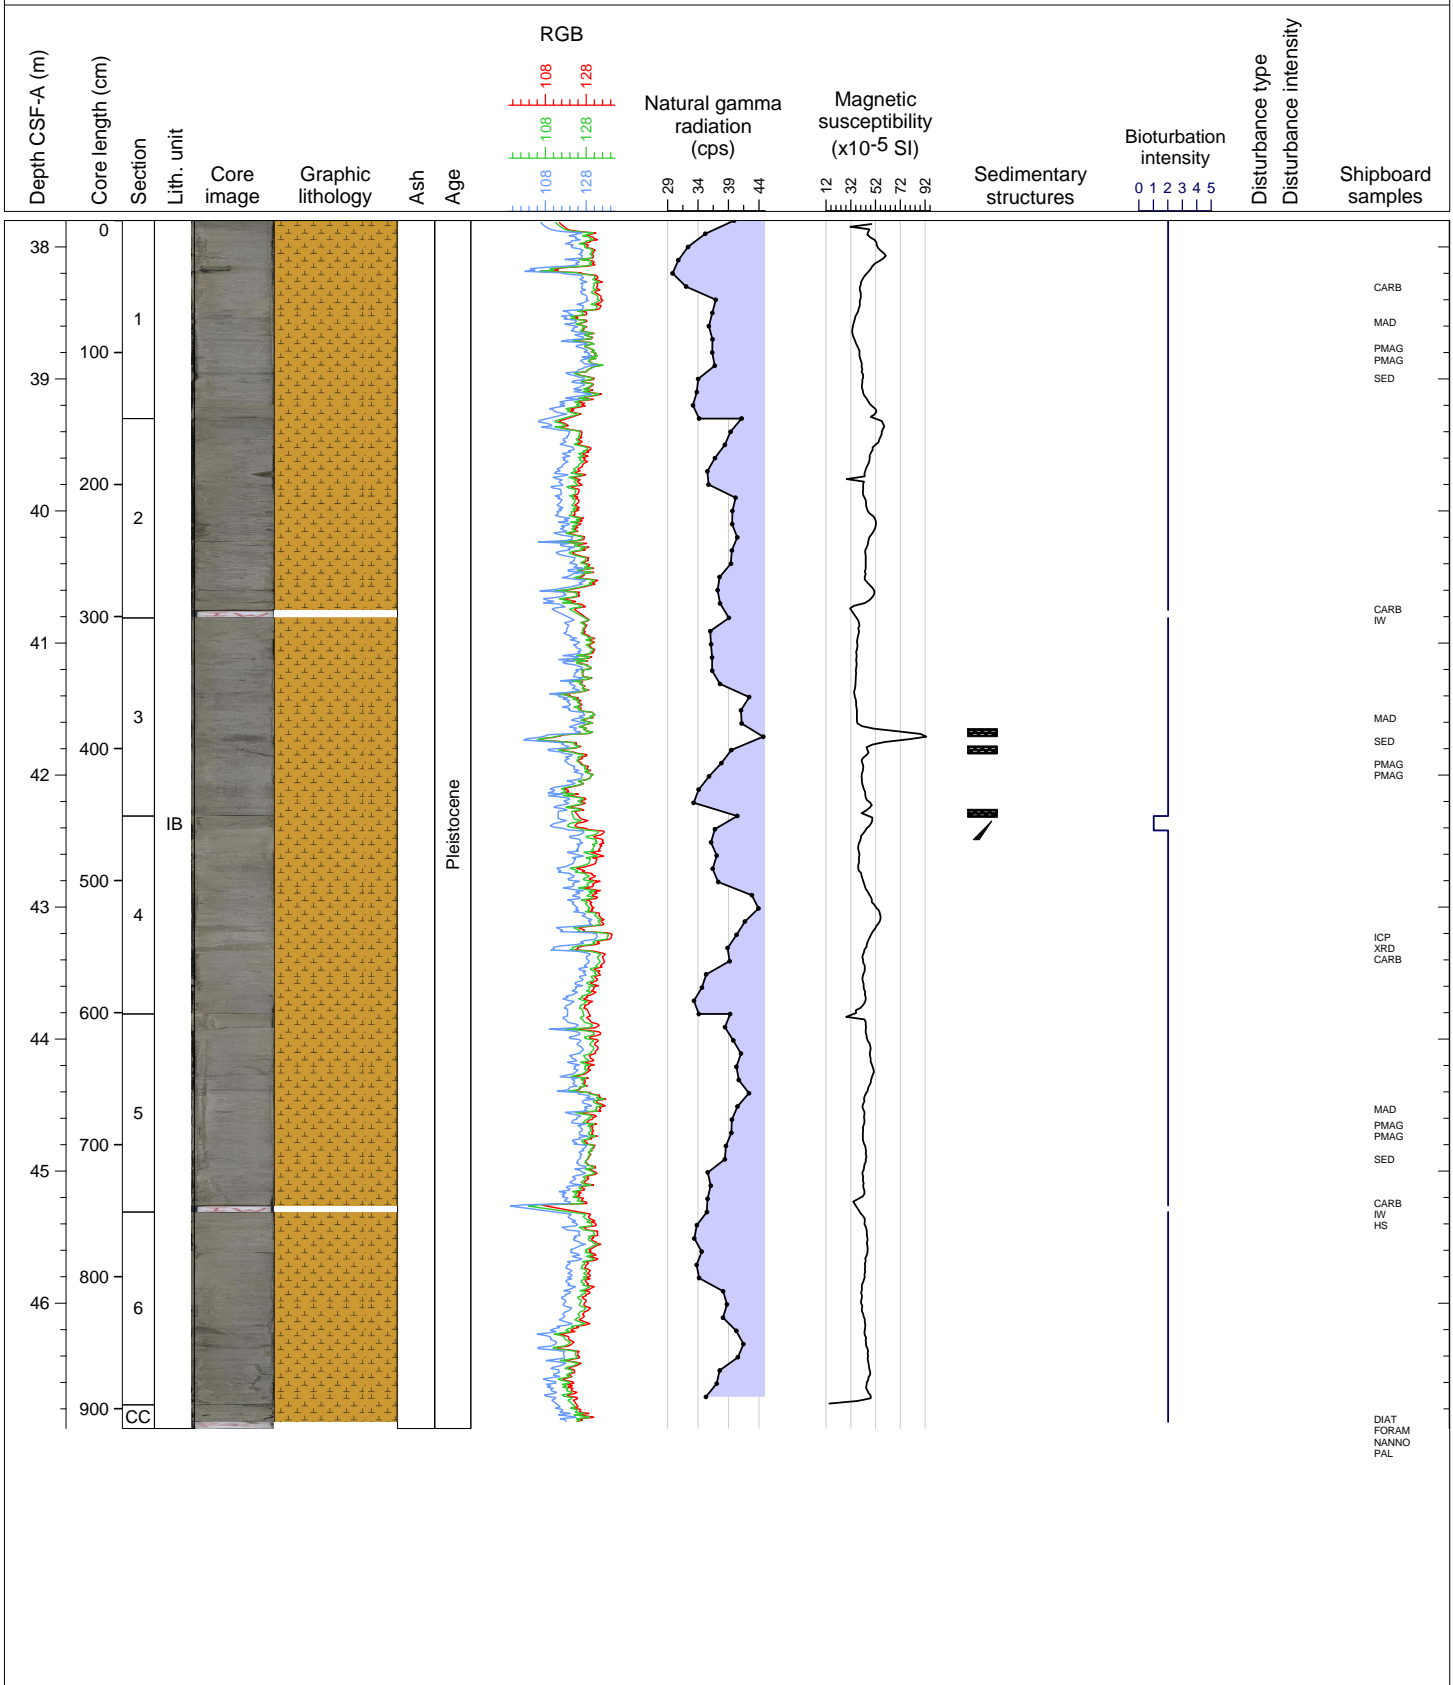 Depth CSF-A (m)
Core length (cm)
Section
Lith. unit
Core
image
Graphic
lithology
Ash
Age
RGB
108 128
108 128
108 128
Natural gamma
radiation
(cps)
29 34 39 44
Magnetic
susceptibility
(x10-5 SI)
12 32 52 72 92
Sedimentary
structures
Bioturbation
intensity
0 1 2 3 4 5
Disturbance type
Disturbance intensity
Shipboard
samples
38
39
40
41
42
43
44
45
46
0
100
200
300
400
500
600
700
800
900
1
2
3
4
5
6
CC
IB
Pleistocene
CARB
MAD
PMAG
PMAG
SED
CARB
IW
MAD
SED
PMAG
PMAG
ICP
XRD
CARB
MAD
PMAG
PMAG
SED
CARB
IW
HS
DIAT
FORAM
NANNO
PAL